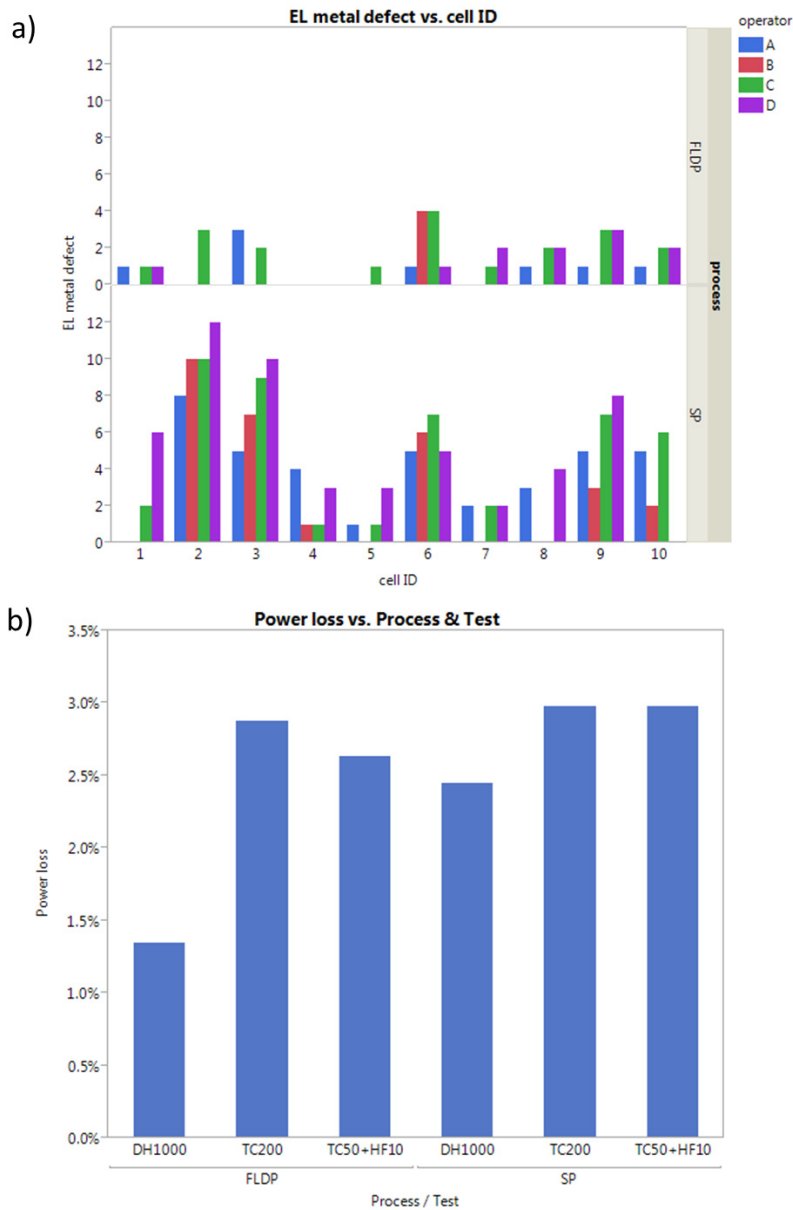 a)
EL metal defect vs. cell ID
operator
A
B
C
D
12
10
8
6
4
2
0
FLDP
EL metal defect
process
12
10
8
6
4
2
0
SP
1 2 3 4 5 6 7 8 9 10
cell ID
b)
Power loss vs. Process & Test
3.5%
3.0%
2.5%
2.0%
1.5%
1.0%
0.5%
0.0%
Power loss
DH1000 TC200 TC50+HF10 DH1000 TC200 TC50+HF10
FLDP SP
Process / Test